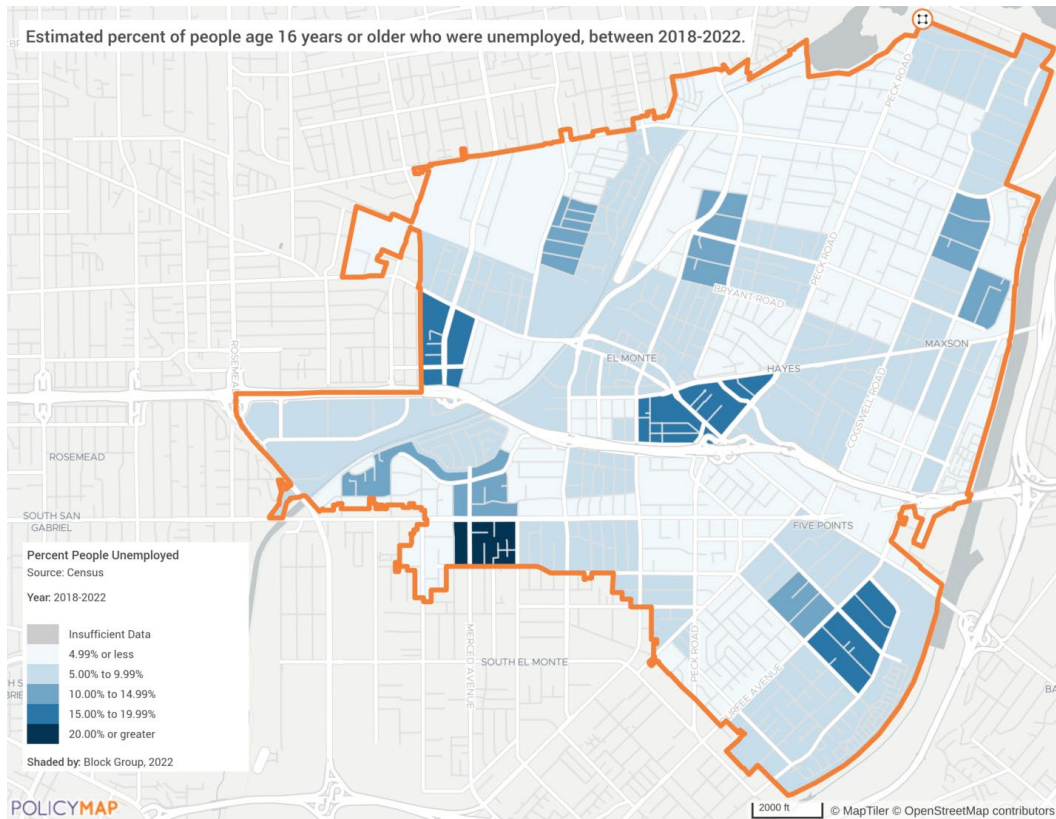 Estimated percent of people age 16 years or older who were unemployed, between 2018-2022.
PECK ROAD
ROSEMEAD
BRYANT ROAD
PECK ROAD
EL MONTE
HAYES
MAXSON
COGSWELL ROAD
ROSEMEAD
SOUTH SAN
GABRIEL
FIVE POINTS
MERCED AVENUE
SOUTH EL MONTE
PECK ROAD
AVENUE
Percent People Unemployed
Source: Census
Year: 2018-2022
Insufficient Data
4.99% or less
5.00% to 9.99%
10.00% to 14.99%
15.00% to 19.99%
20.00% or greater
Shaded by: Block Group, 2022
POLICYMAP
2000 ft
© MapTiler © OpenStreetMap contributors